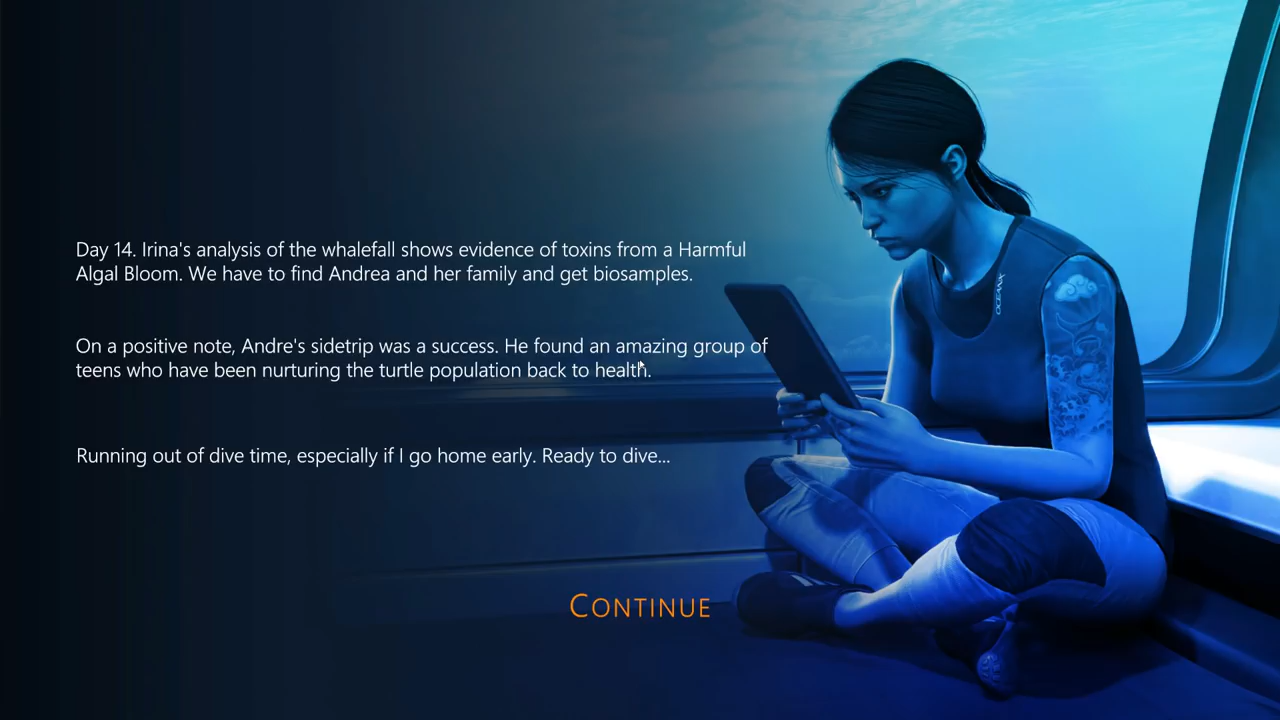 Day 14. Irina's analysis of the whalefall shows evidence of toxins from a Harmful
Algal Bloom. We have to find Andrea and her family and get biosamples.
On a positive note, Andre's sidetrip was a success. He found an amazing group of
teens who have been nurturing the turtle population back to health.
Running out of dive time, especially if I go home early. Ready to dive...
CONTINUE
OCEANX